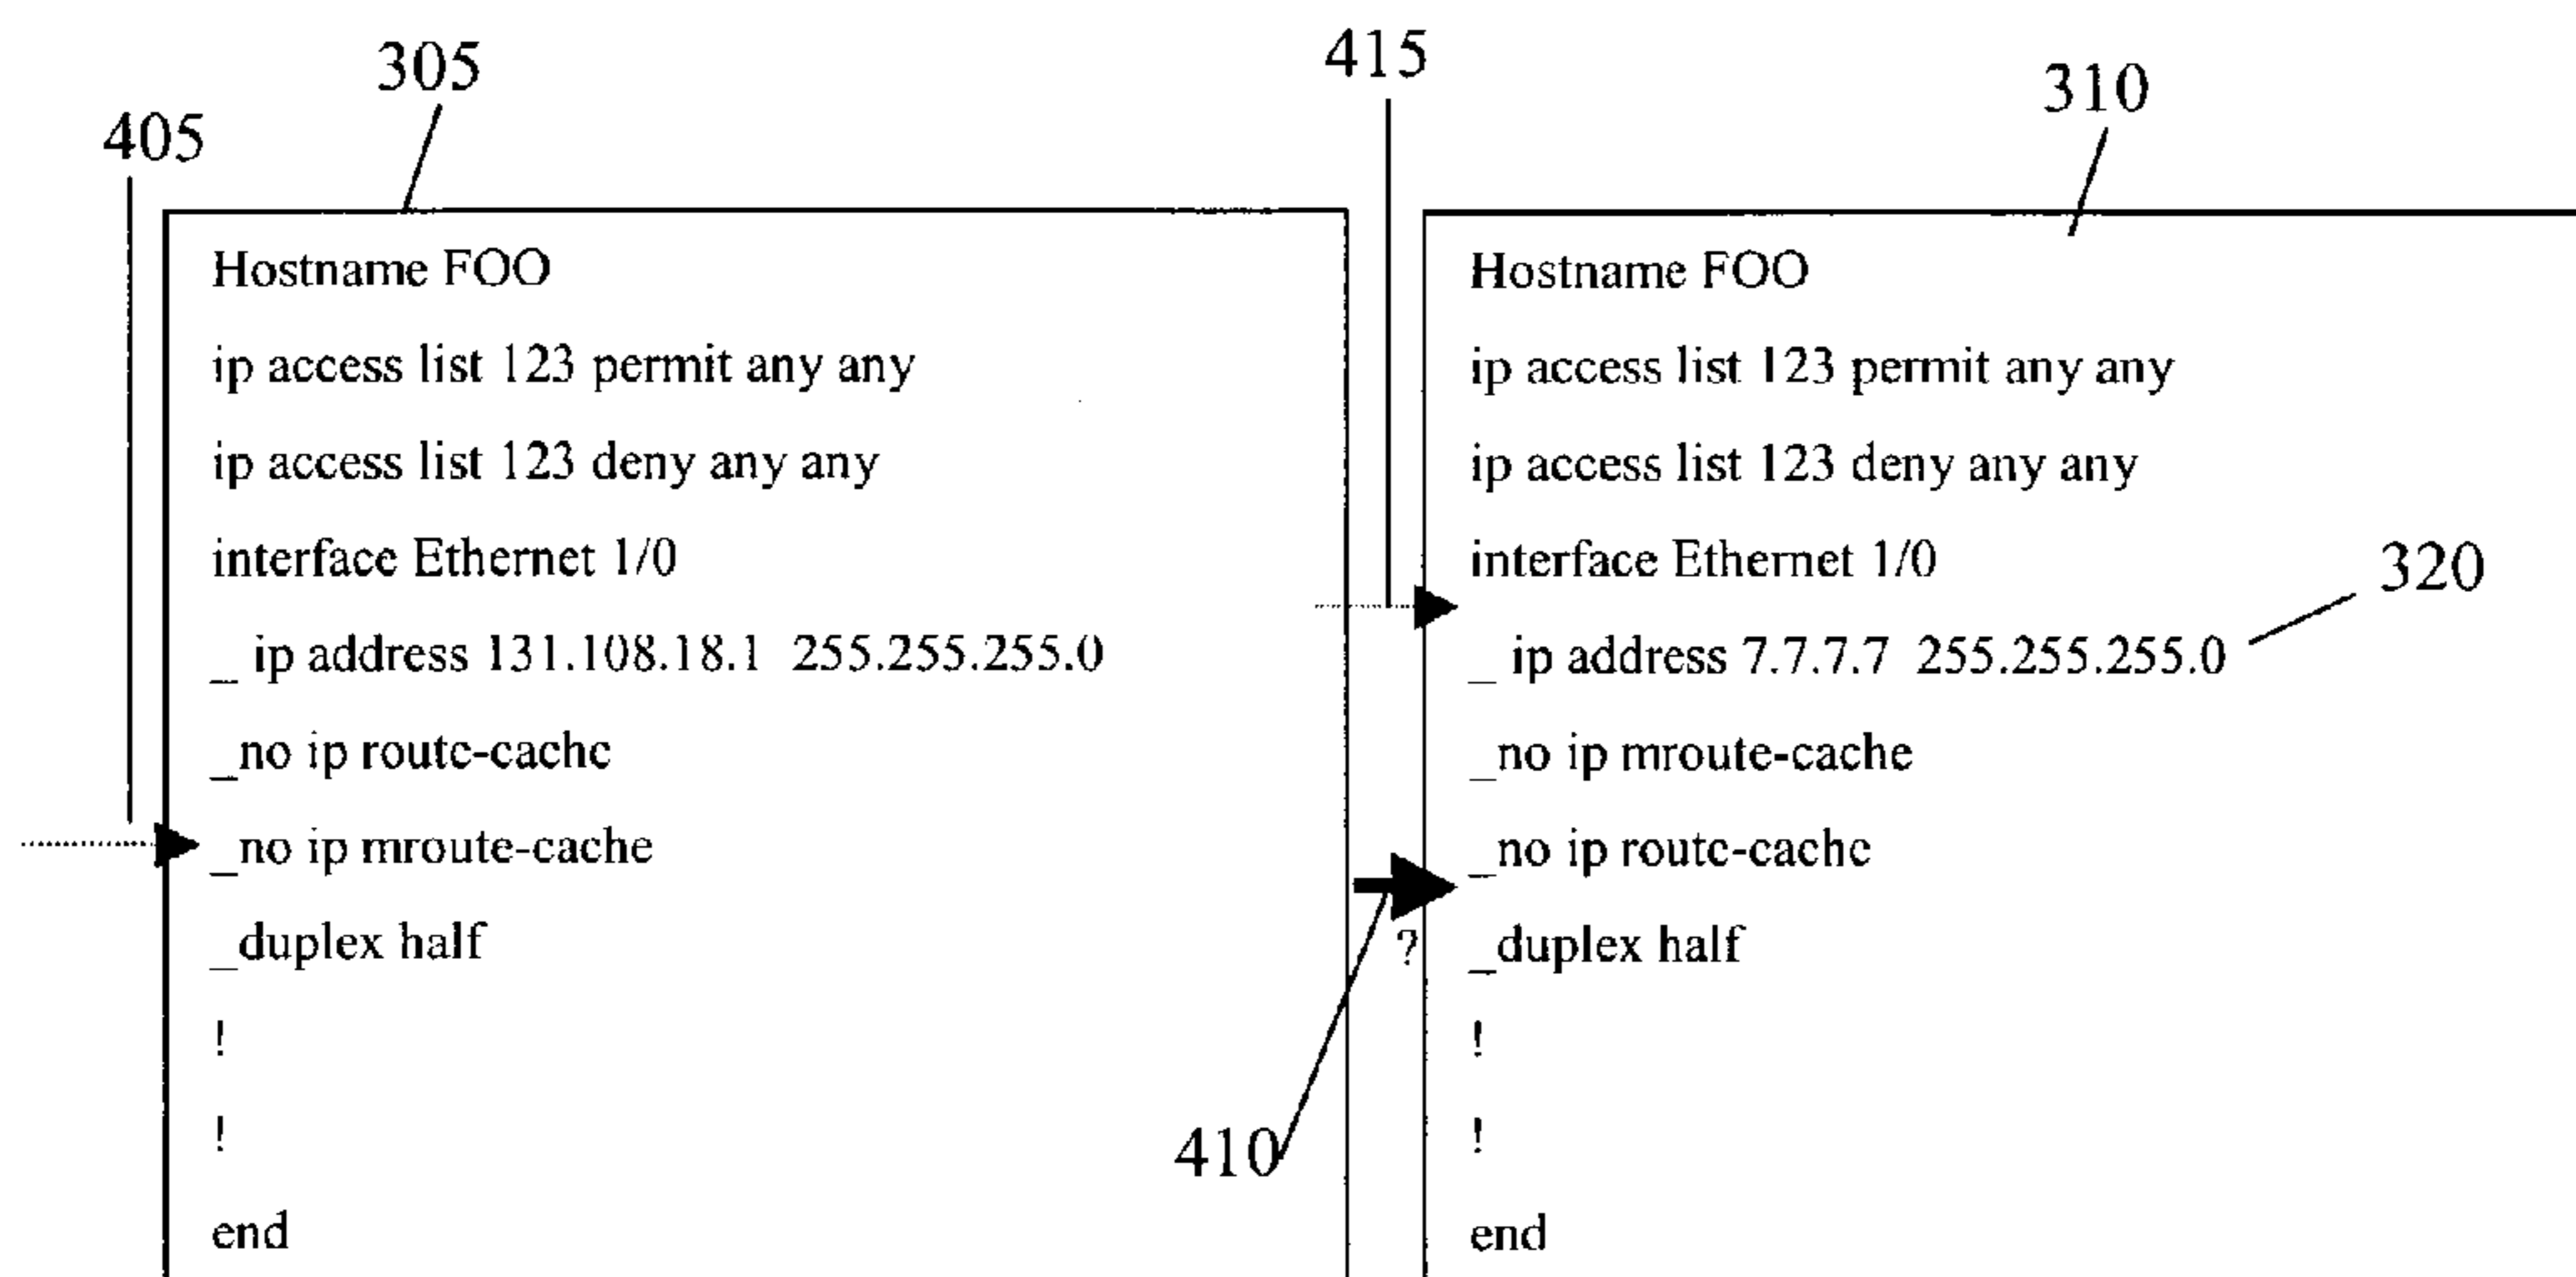 305
415
310
405
Hostname FOO
ip access list 123 permit any any
ip access list 123 deny any any
interface Ethernet 1/0
_ ip address 131.108.18.1 255.255.255.0
_no ip route-cache
_no ip mroute-cache
_duplex half
!
!
end
Hostname FOO
ip access list 123 permit any any
ip access list 123 deny any any
interface Ethernet 1/0
_ ip address 7.7.7.7 255.255.255.0
320
_no ip mroute-cache
_no ip route-cache
?
_duplex half
!
!
end
410